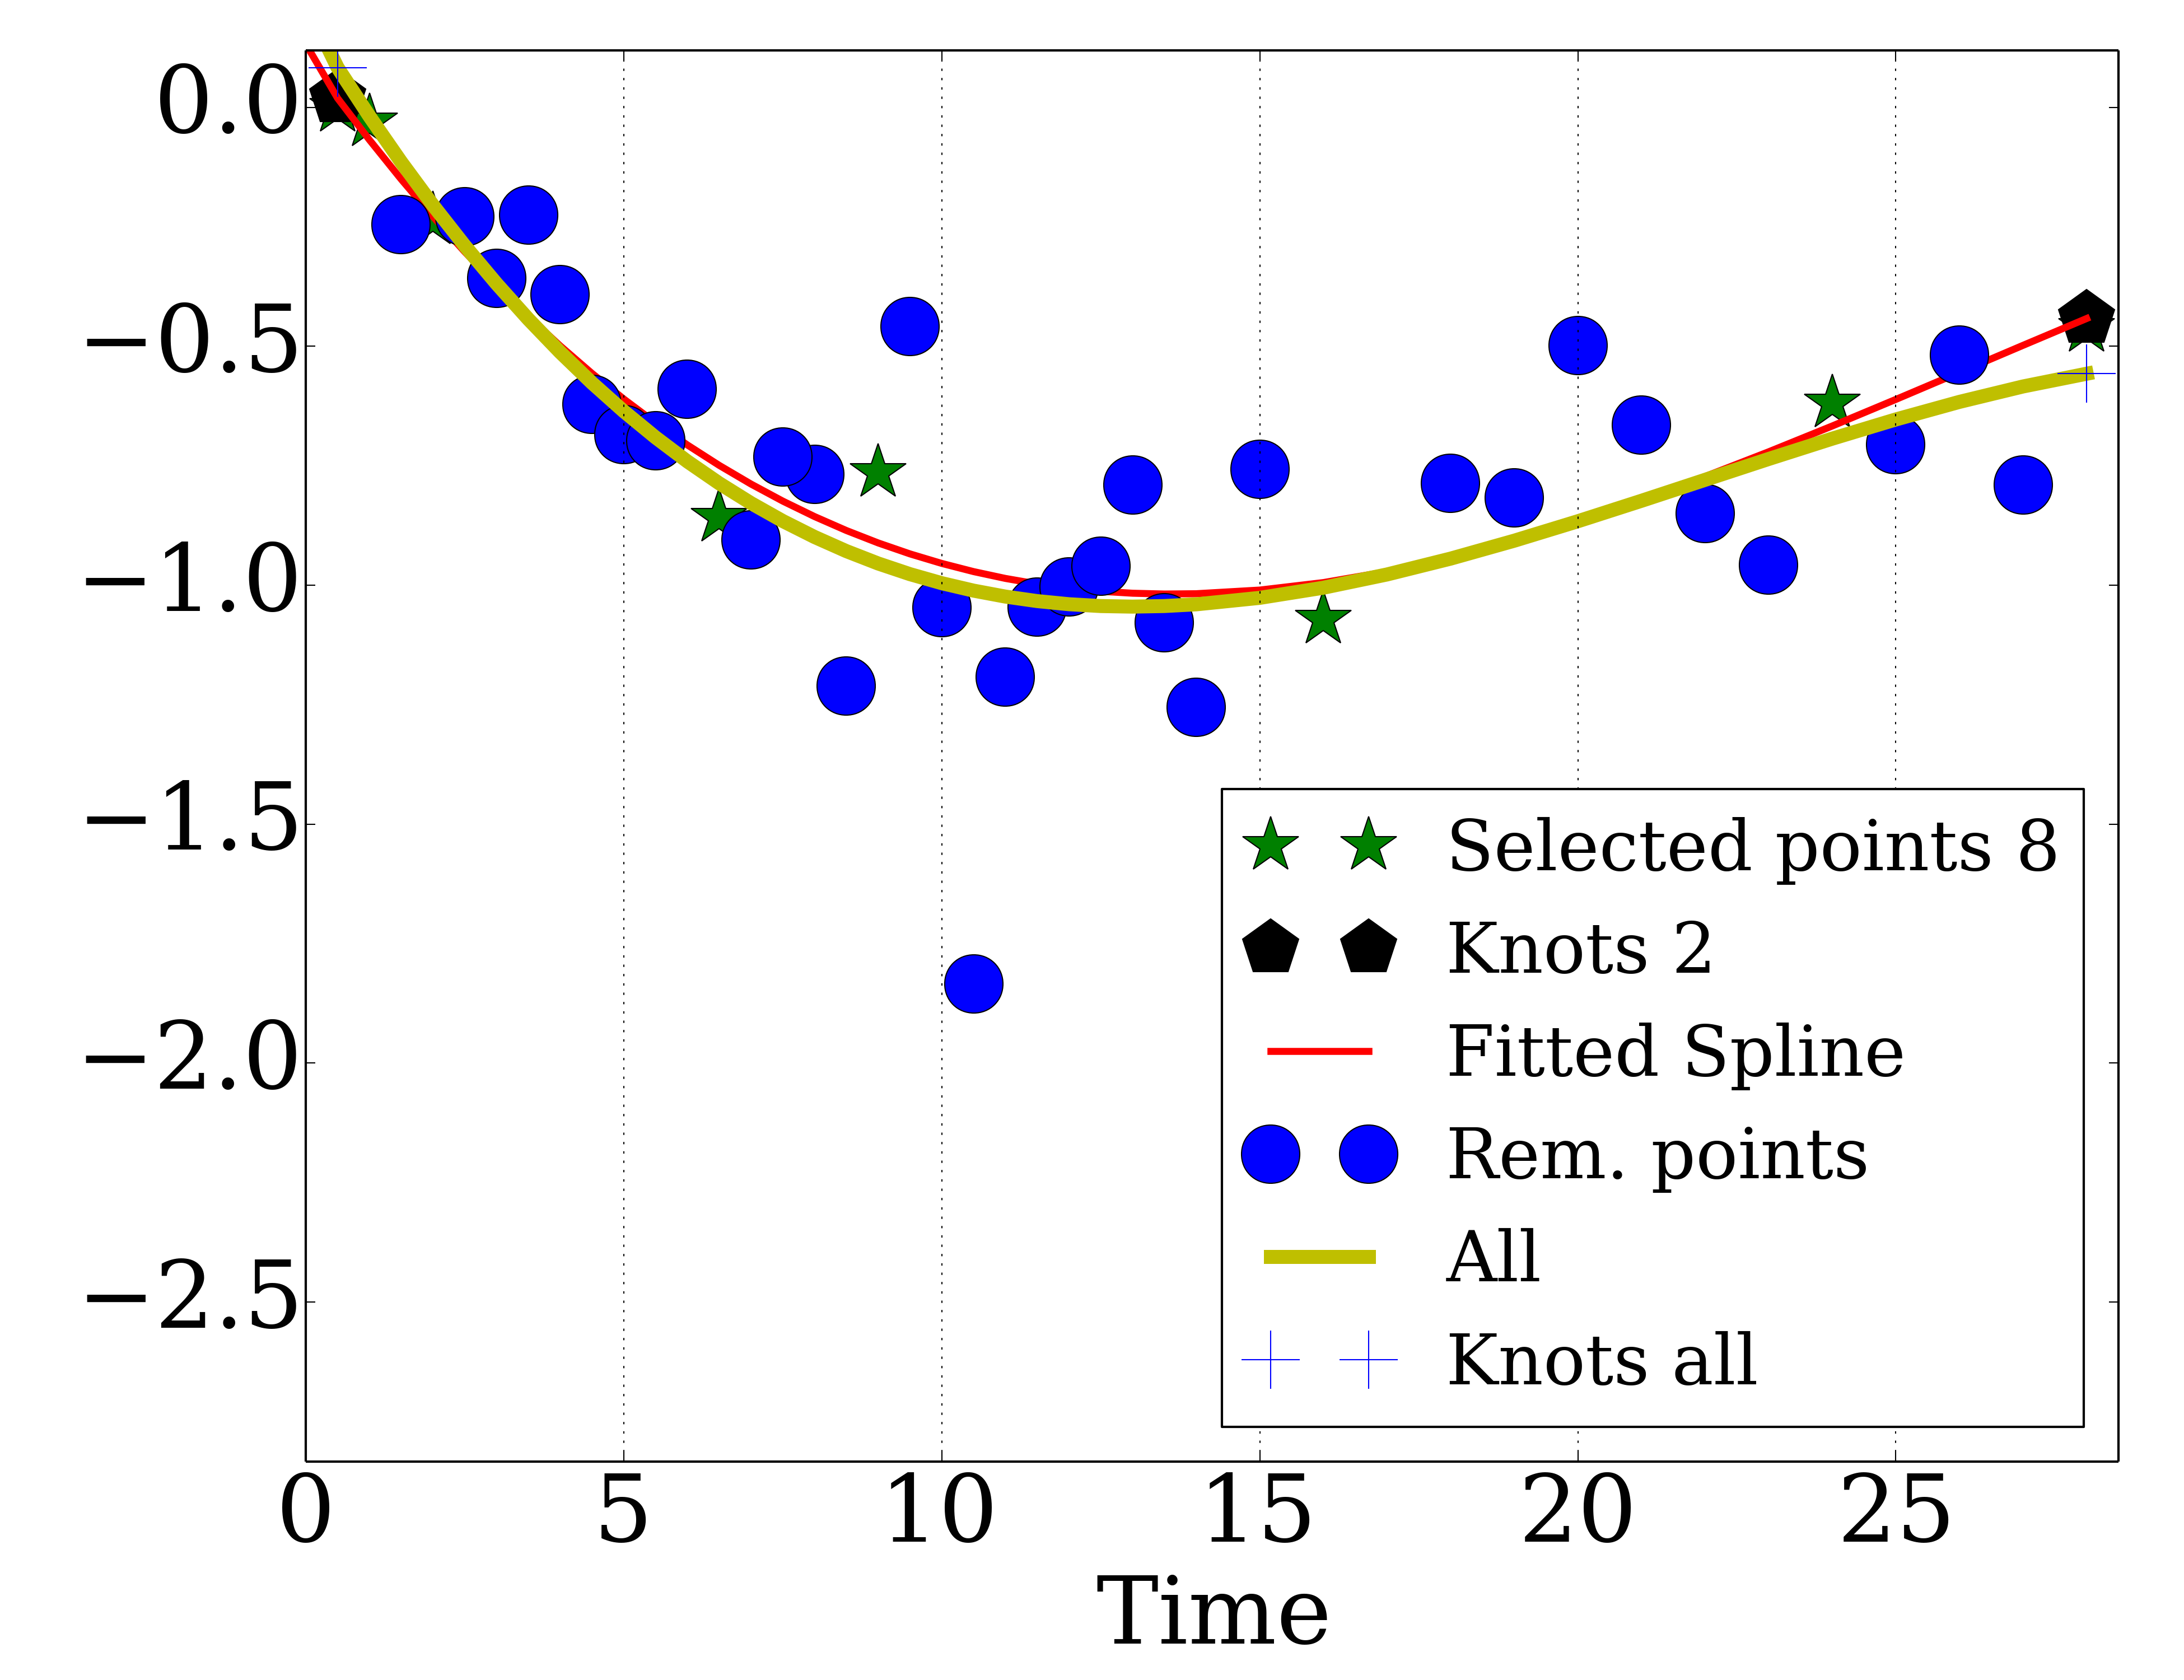 0.0
−0.5
−1.0
−1.5
−2.0
−2.5
Selected points 8
Knots 2
Fitted Spline
Rem. points
All
Knots all
0 5 10 15 20 25
Time